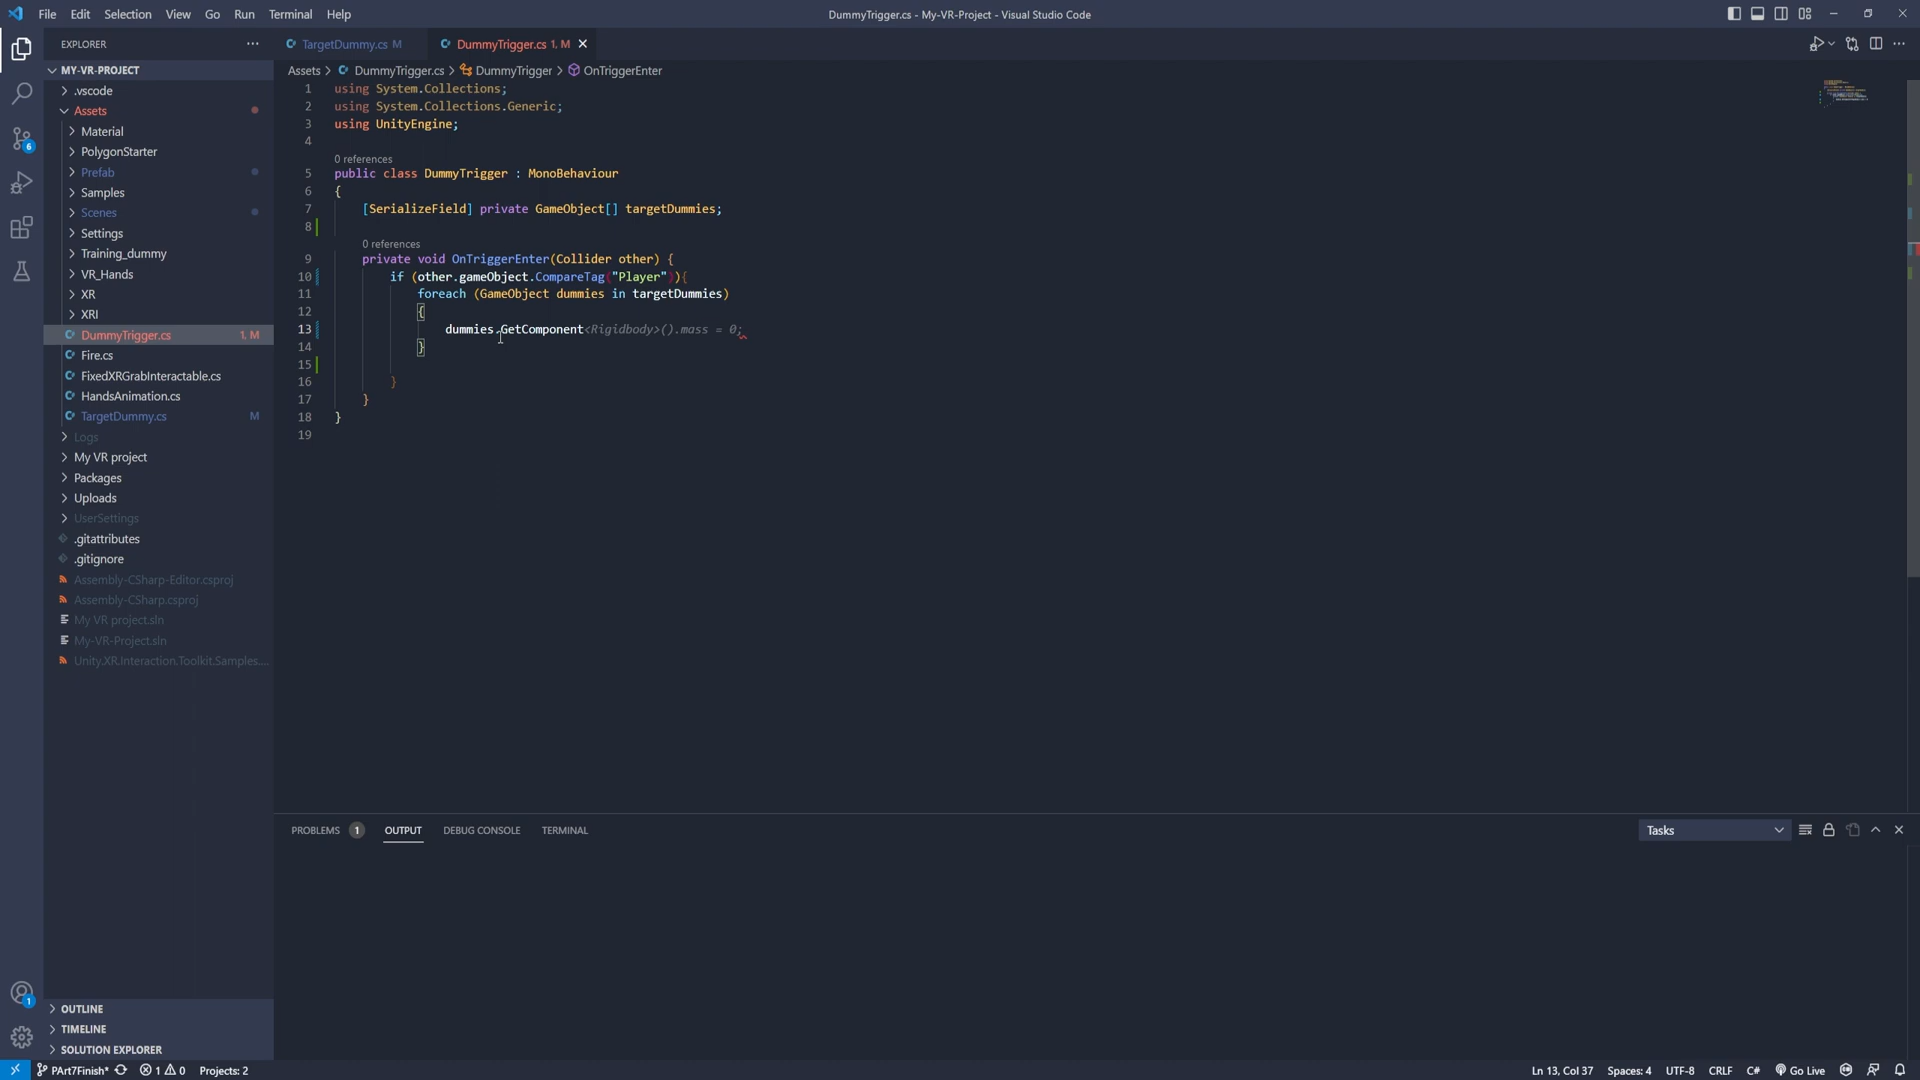 File Edit Selection View Go Run Terminal Help
DummyTrigger.cs - My-VR-Project - Visual Studio Code
EXPLORER
TargetDummy.cs M
DummyTrigger.cs 1, M
MY-VR-PROJECT
Assets > DummyTrigger.cs > DummyTrigger > OnTriggerEnter
.vscode
Assets
Material
PolygonStarter
Prefab
Samples
Scenes
Settings
Training_dummy
VR_Hands
XR
XRI
DummyTrigger.cs 1, M
Fire.cs
FixedXRGrabInteractable.cs
HandsAnimation.cs
TargetDummy.cs M
Logs
My VR project
Packages
Uploads
UserSettings
.gitattributes
.gitignore
Assembly-CSharp-Editor.csproj
Assembly-CSharp.csproj
My VR project.sln
My-VR-Project.sln
Unity.XR.Interaction.Toolkit.Samples....
OUTLINE
TIMELINE
SOLUTION EXPLORER
6
1
1 using System.Collections;
2 using System.Collections.Generic;
3 using UnityEngine;
4
0 references
5 public class DummyTrigger : MonoBehaviour
6 {
7 [SerializeField] private GameObject[] targetDummies;
8
0 references
9 private void OnTriggerEnter(Collider other) {
10 if (other.gameObject.CompareTag("Player")){
11 foreach (GameObject dummies in targetDummies)
12 {
13 dummies.GetComponent<Rigidbody>().mass = 0;
14 }
15
16 }
17 }
18 }
19
PROBLEMS 1 OUTPUT DEBUG CONSOLE TERMINAL
Tasks
PArt7Finish* 1 0 Projects: 2
Ln 13, Col 37 Spaces: 4 UTF-8 CRLF C# Go Live